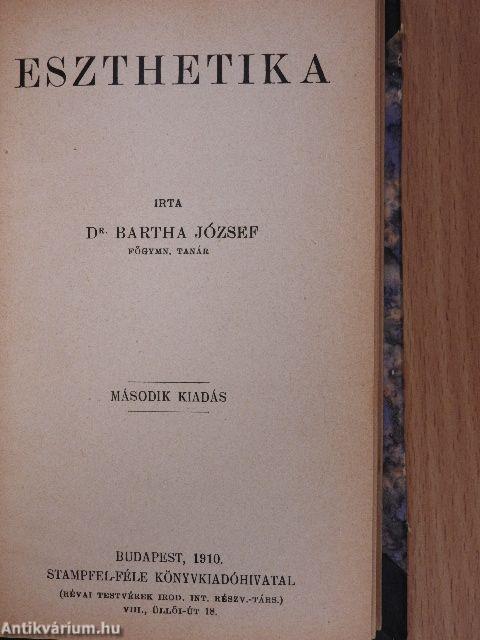 ESZTHETIKA
IRTA
DR. BARTHA JÓZSEF
FŐGYMN. TANÁR
MÁSODIK KIADÁS
BUDAPEST, 1910.
STAMPFEL-FÉLE KÖNYVKIADÓHIVATAL
(RÉVAI TESTVÉREK IROD. INT. RÉSZV.-TÁRS.)
VIII., ÜLLŐI-ÚT 18.
Antikvárium.hu